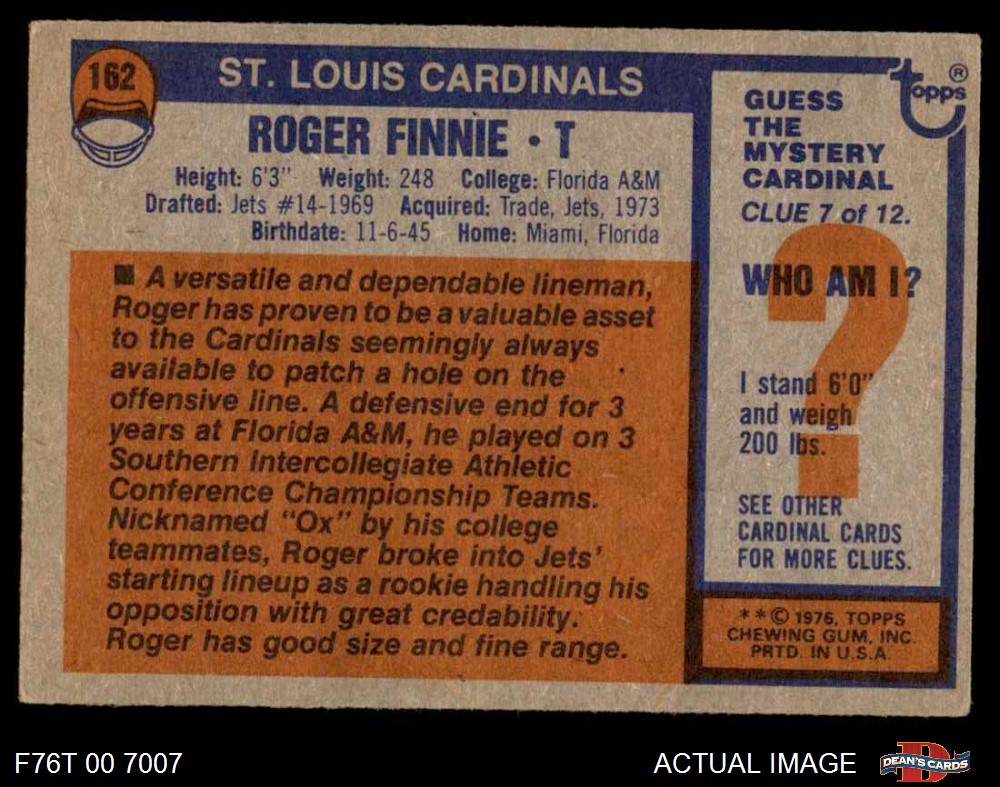 162
ST. LOUIS CARDINALS
ROGER FINNIE • T
Height: 6'3" Weight: 248 College: Florida A&M
Drafted: Jets #14-1969 Acquired: Trade, Jets, 1973
Birthdate: 11-6-45 Home: Miami, Florida
■ A versatile and dependable lineman,
Roger has proven to be a valuable asset
to the Cardinals seemingly always
available to patch a hole on the
offensive line. A defensive end for 3
years at Florida A&M, he played on 3
Southern Intercollegiate Athletic
Conference Championship Teams.
Nicknamed "Ox" by his college
teammates, Roger broke into Jets'
starting lineup as a rookie handling his
opposition with great credability.
Roger has good size and fine range.
topps®
GUESS
THE
MYSTERY
CARDINAL
CLUE 7 of 12.
WHO AM I?
?
I stand 6'0"
and weigh
200 lbs.
SEE OTHER
CARDINAL CARDS
FOR MORE CLUES.
**© 1976, TOPPS
CHEWING GUM, INC.
PRTD. IN U.S.A.
F76T 00 7007
ACTUAL IMAGE
D
DEAN'S CARDS